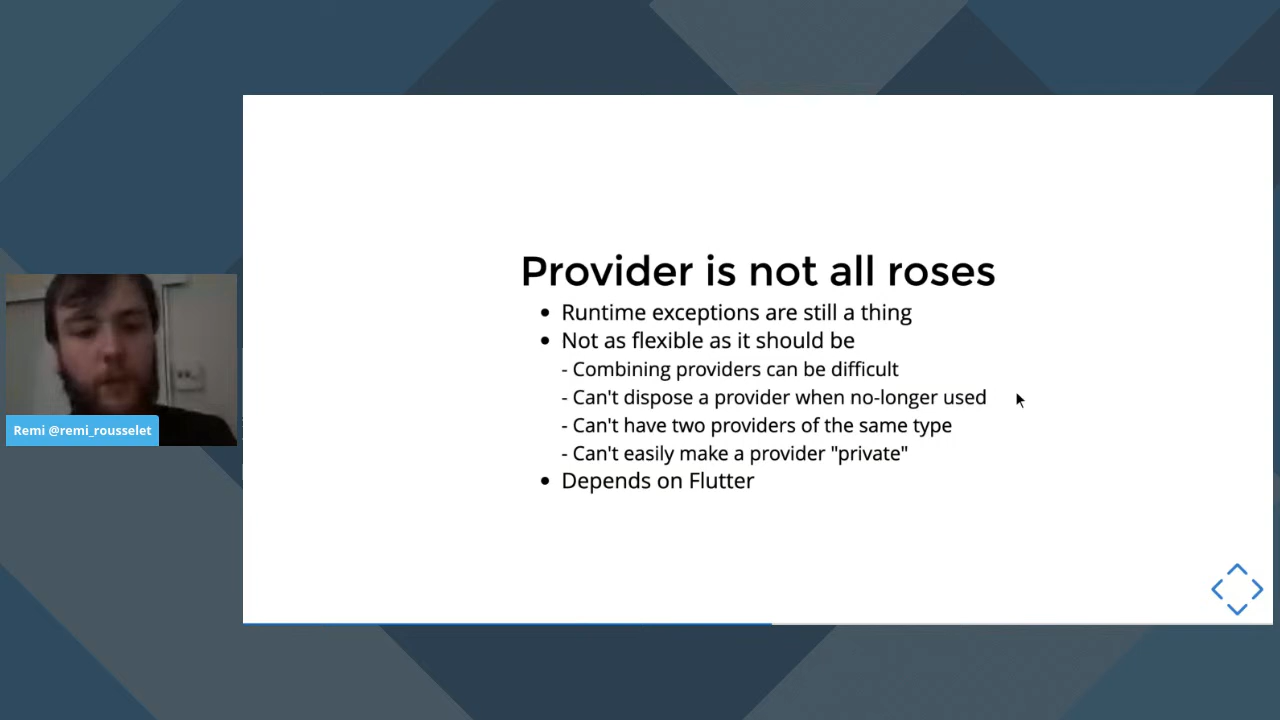 Provider is not all roses
• Runtime exceptions are still a thing
• Not as flexible as it should be
- Combining providers can be difficult
- Can't dispose a provider when no-longer used
- Can't have two providers of the same type
- Can't easily make a provider "private"
• Depends on Flutter
Remi @remi_rousselet